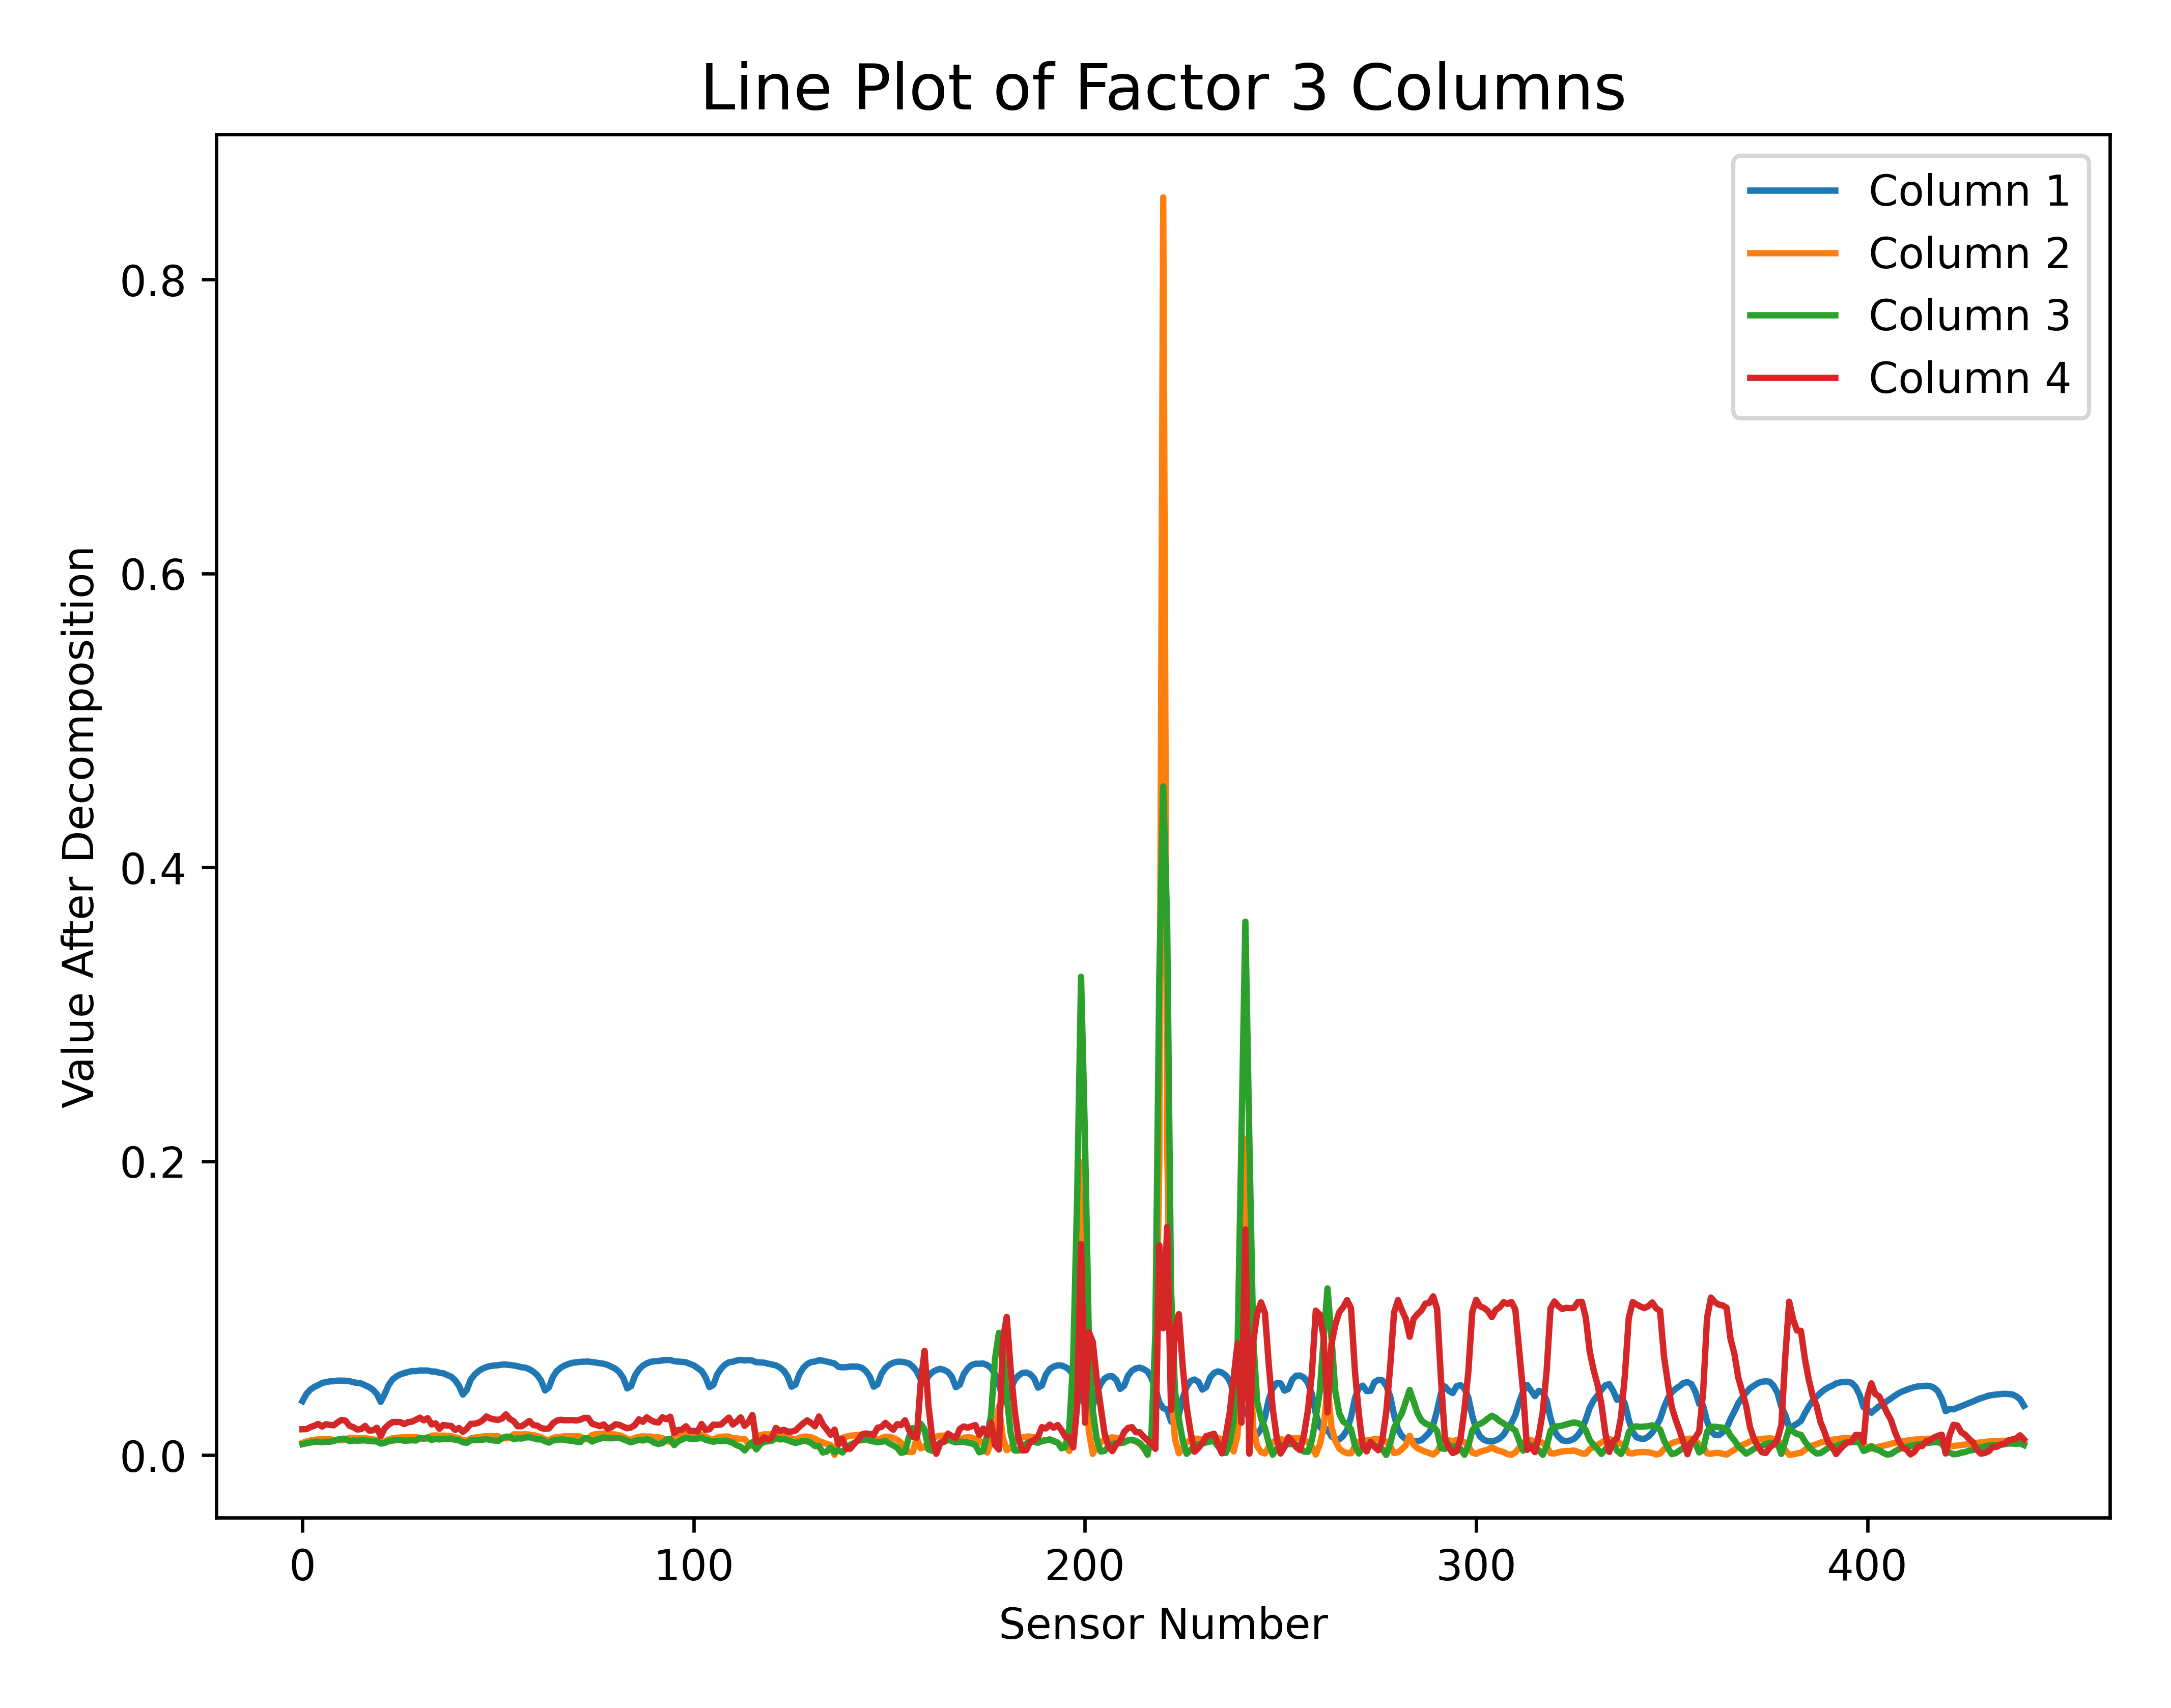 Line Plot of Factor 3 Columns
Column 1
Column 2
Column 3
Column 4
Value After Decomposition
0.8
0.6
0.4
0.2
0.0
0 100 200 300 400
Sensor Number